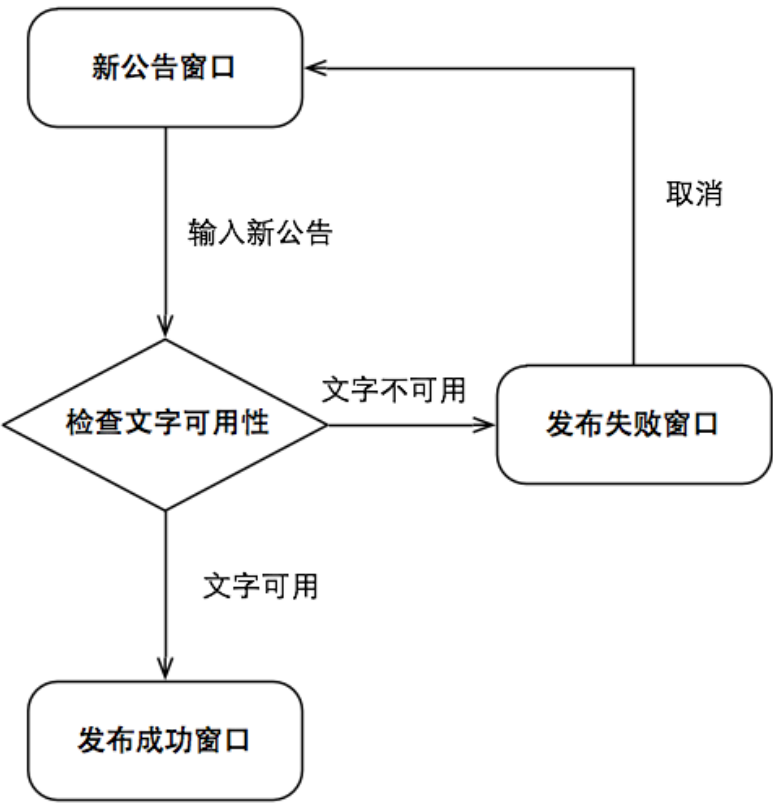 新公告窗口
取消
输入新公告
文字不可用
检查文字可用性
发布失败窗口
文字可用
发布成功窗口